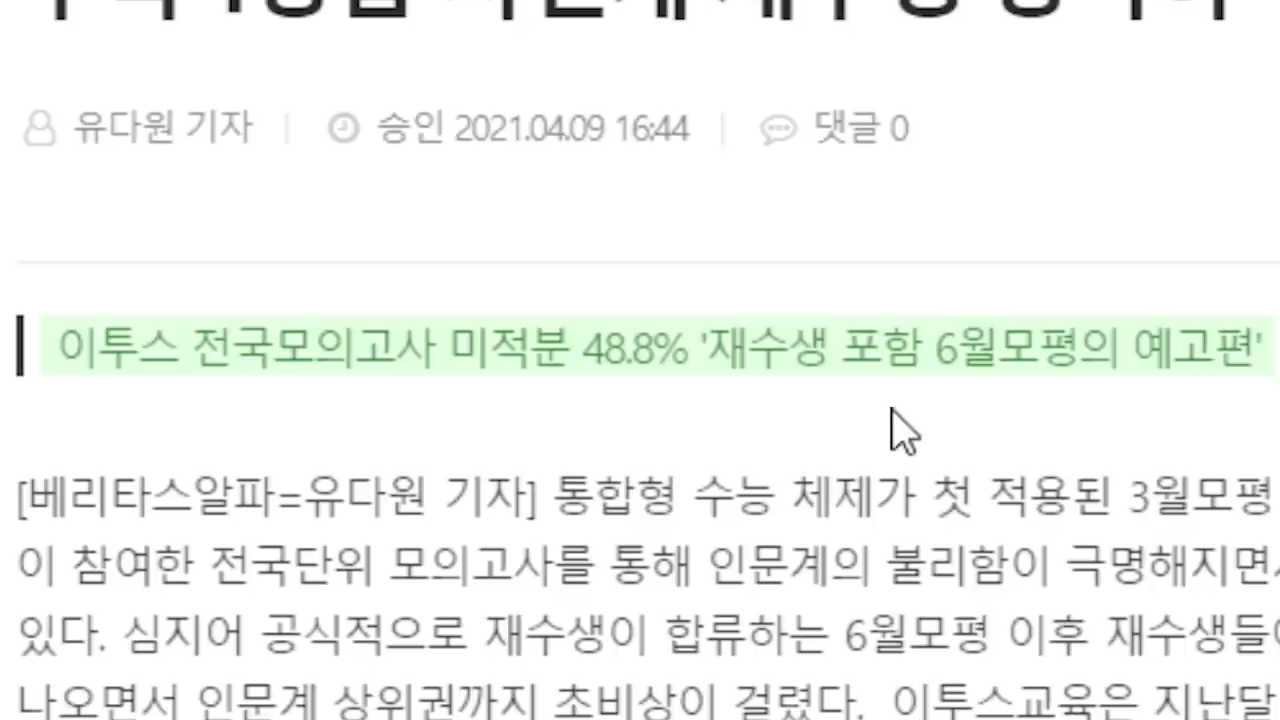 유다원 기자 승인 2021.04.09 16:44 댓글 0
이투스 전국모의고사 미적분 48.8% '재수생 포함 6월모평의 예고편'
[베리타스알파=유다원 기자] 통합형 수능 체제가 첫 적용된 3월모평
이 참여한 전국단위 모의고사를 통해 인문계의 불리함이 극명해지면서
있다. 심지어 공식적으로 재수생이 합류하는 6월모평 이후 재수생들이
나오면서 인문계 상위권까지 초비상이 걸렸다. 이투스교육은 지난달